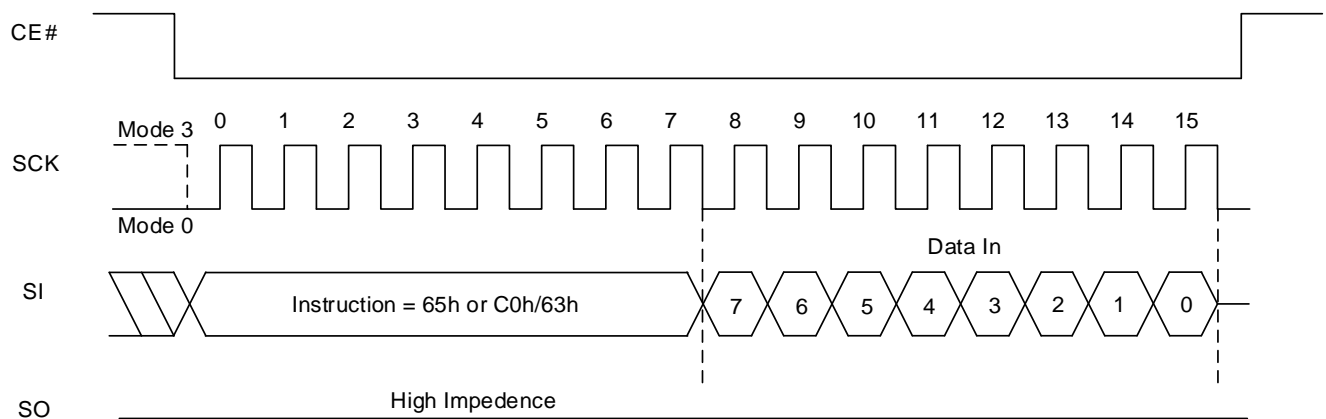 CE#
SCK
Mode 3
0 1 2 3 4 5 6 7 8 9 10 11 12 13 14 15
Mode 0
Data In
SI
Instruction = 65h or C0h/63h
7 6 5 4 3 2 1 0
SO
High Impedence